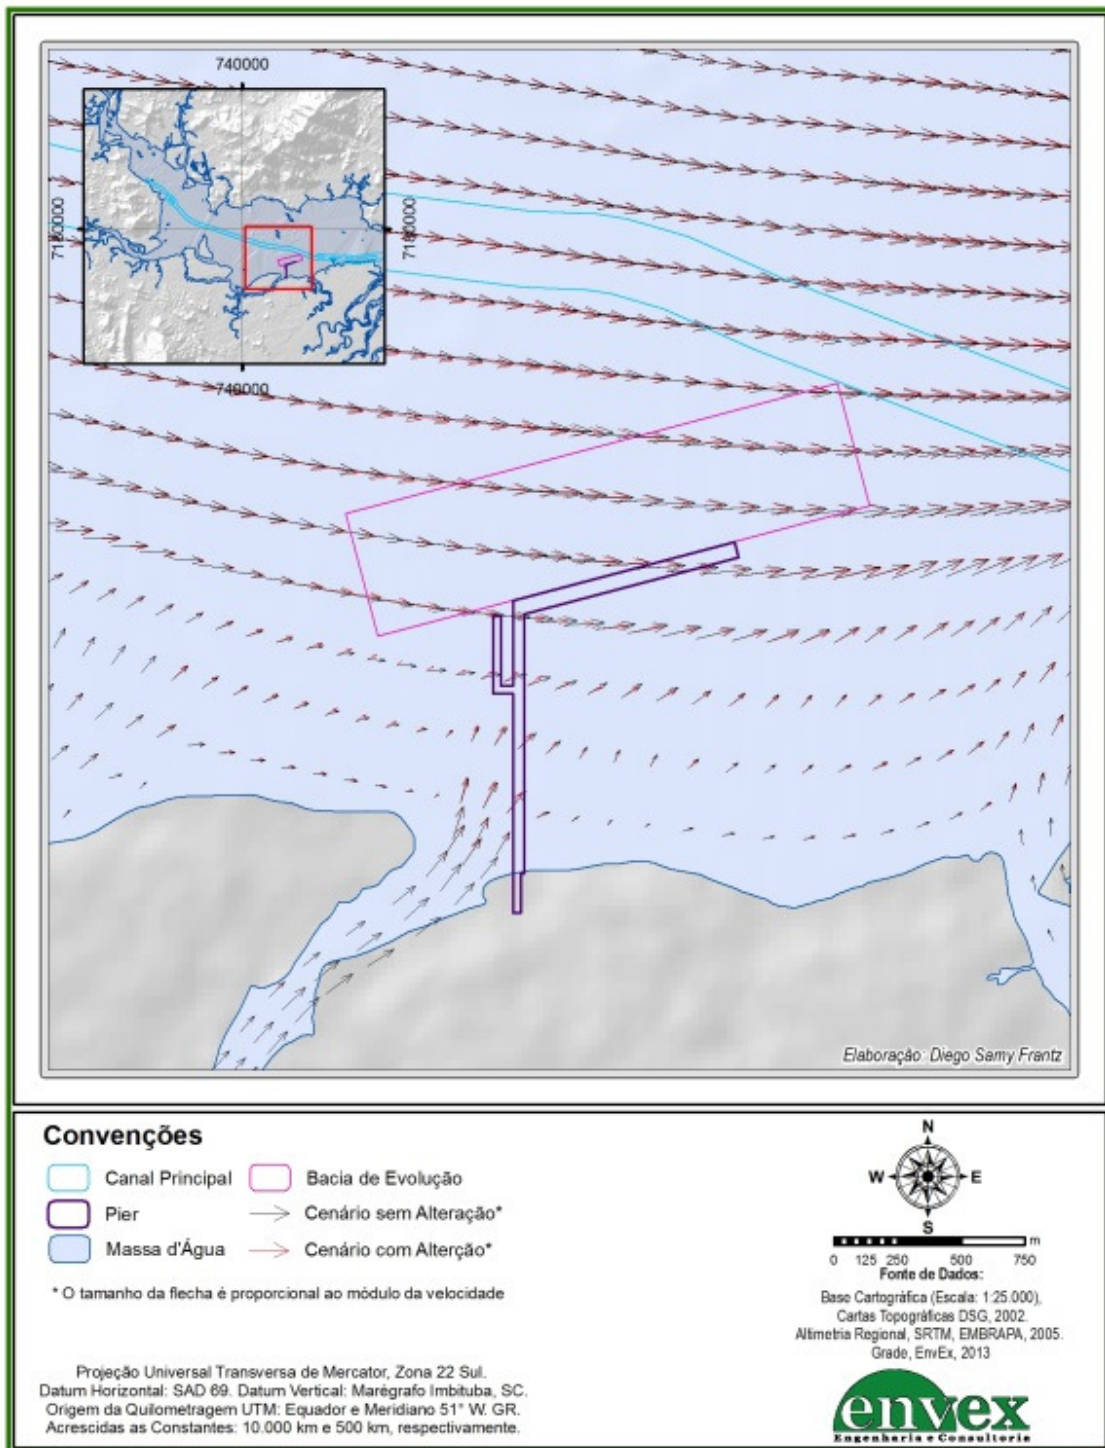 740000
7180000
7180000
740000
Elaboração: Diego Samy Frantz
Convenções
Canal Principal
Bacia de Evolução
Pier
Cenário sem Alteração*
Massa d'Água
Cenário com Alterção*
* O tamanho da flecha é proporcional ao módulo da velocidade
N
W
E
S
0 125 250 500 750 m
Fonte de Dados:
Base Cartográfica (Escala: 1:25.000),
Cartas Topográficas DSG, 2002.
Altimetria Regional, SRTM, EMBRAPA, 2005.
Grade, EnvEx, 2013
Projeção Universal Transversa de Mercator, Zona 22 Sul.
Datum Horizontal: SAD 69. Datum Vertical: Marégrafo Imbituba, SC.
Origem da Quilometragem UTM: Equador e Meridiano 51° W. GR.
Acrescidas as Constantes: 10.000 km e 500 km, respectivamente.
envex
Engenharia e Consultoria